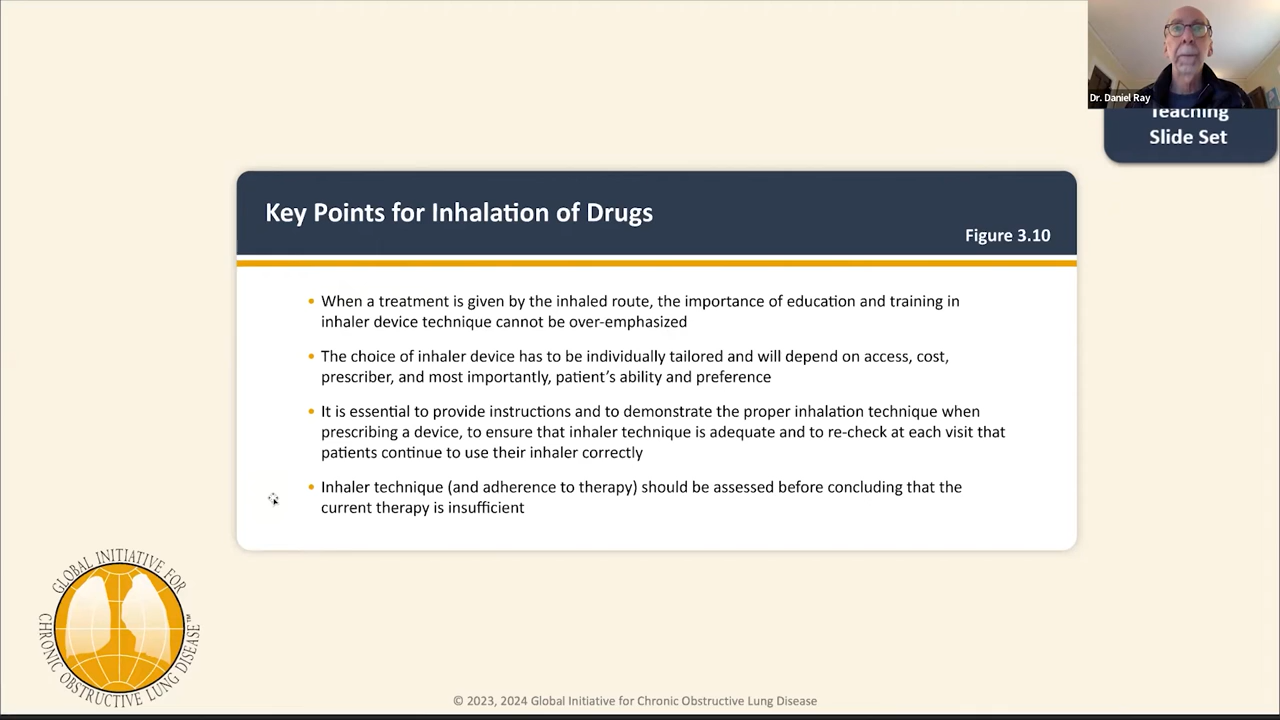 Dr. Daniel Ray
Teaching
Slide Set
Key Points for Inhalation of Drugs
Figure 3.10
• When a treatment is given by the inhaled route, the importance of education and training in
inhaler device technique cannot be over-emphasized
• The choice of inhaler device has to be individually tailored and will depend on access, cost,
prescriber, and most importantly, patient’s ability and preference
• It is essential to provide instructions and to demonstrate the proper inhalation technique when
prescribing a device, to ensure that inhaler technique is adequate and to re-check at each visit that
patients continue to use their inhaler correctly
• Inhaler technique (and adherence to therapy) should be assessed before concluding that the
current therapy is insufficient
GLOBAL INITIATIVE FOR
CHRONIC OBSTRUCTIVE LUNG DISEASE™
© 2023, 2024 Global Initiative for Chronic Obstructive Lung Disease